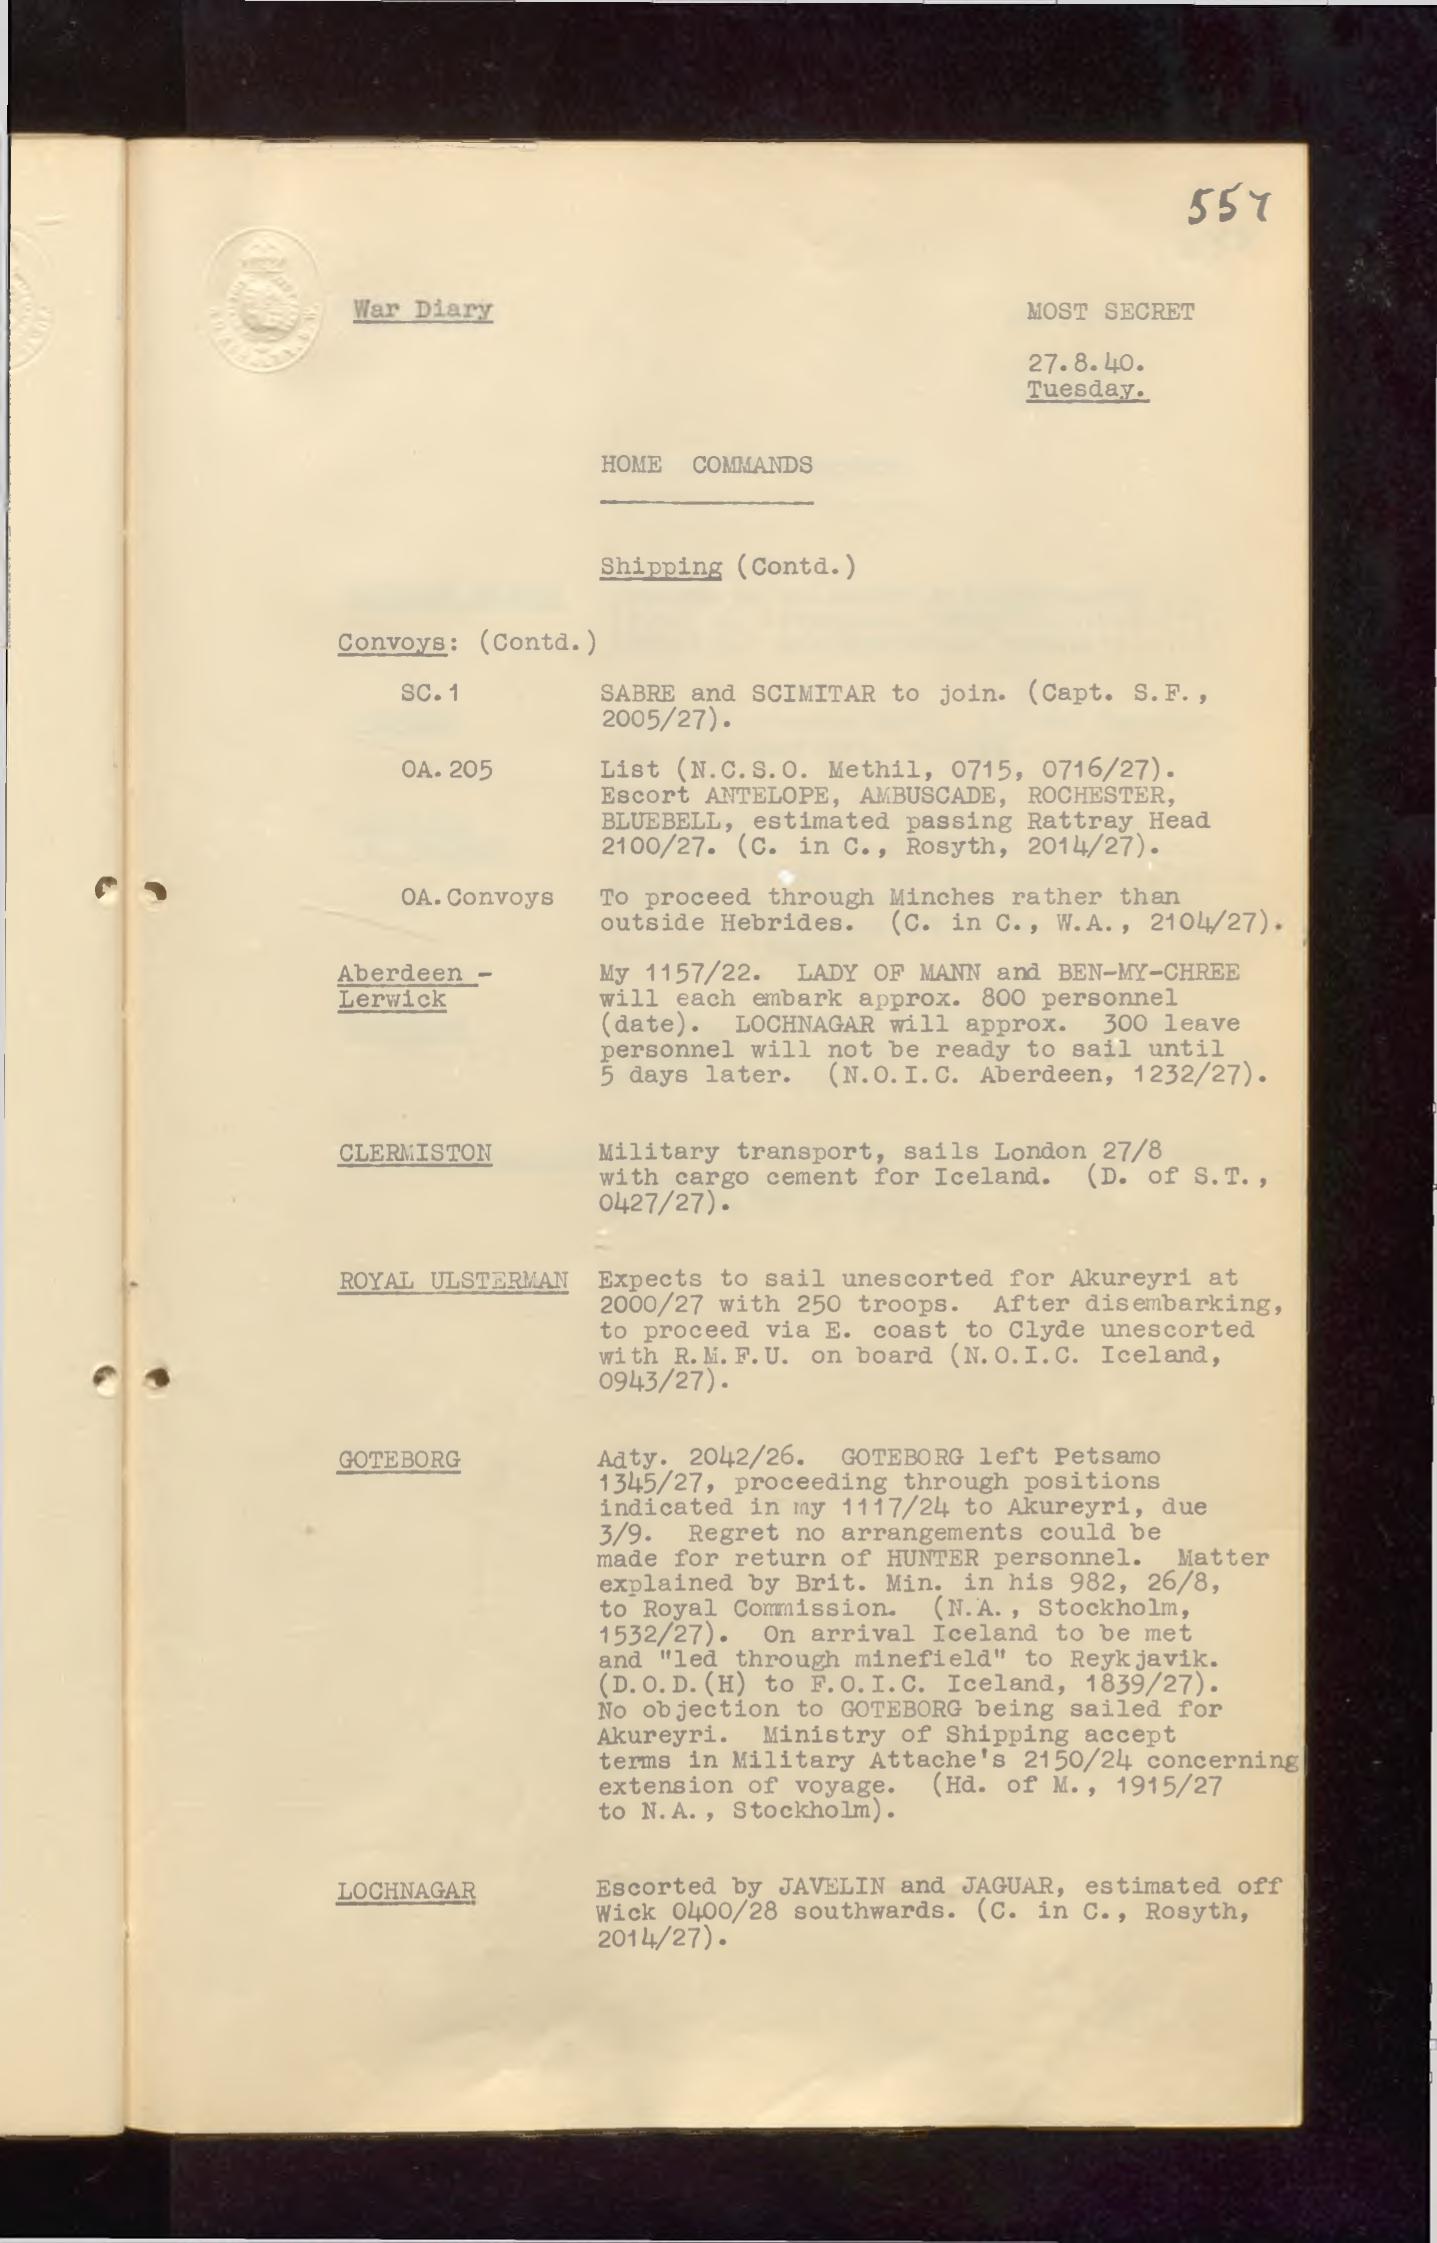 557
War Diary
MOST SECRET
27.8.40.
Tuesday.
HOME COMMANDS
Shipping (Contd.)
Convoys: (Contd.)
SC.1 SABRE and SCIMITAR to join. (Capt. S.F.,
2005/27).
OA.205 List (N.C.S.O. Methil, 0715, 0716/27).
Escort ANTELOPE, AMBUSCADE, ROCHESTER,
BLUEBELL, estimated passing Rattray Head
2100/27. (C. in C., Rosyth, 2014/27).
OA.Convoys To proceed through Minches rather than
outside Hebrides. (C. in C., W.A., 2104/27).
Aberdeen - My 1157/22. LADY OF MANN and BEN-MY-CHREE
Lerwick will each embark approx. 800 personnel
(date). LOCHNAGAR will approx. 300 leave
personnel will not be ready to sail until
5 days later. (N.O.I.C. Aberdeen, 1232/27).
CLERMISTON Military transport, sails London 27/8
with cargo cement for Iceland. (D. of S.T.,
0427/27).
ROYAL ULSTERMAN Expects to sail unescorted for Akureyri at
2000/27 with 250 troops. After disembarking,
to proceed via E. coast to Clyde unescorted
with R.M.F.U. on board (N.O.I.C. Iceland,
0943/27).
GOTEBORG Adty. 2042/26. GOTEBORG left Petsamo
1345/27, proceeding through positions
indicated in my 1117/24 to Akureyri, due
3/9. Regret no arrangements could be
made for return of HUNTER personnel. Matter
explained by Brit. Min. in his 982, 26/8,
to Royal Commission. (N.A., Stockholm,
1532/27). On arrival Iceland to be met
and "led through minefield" to Reykjavik.
(D.O.D.(H) to F.O.I.C. Iceland, 1839/27).
No objection to GOTEBORG being sailed for
Akureyri. Ministry of Shipping accept
terms in Military Attache's 2150/24 concerning
extension of voyage. (Hd. of M., 1915/27
to N.A., Stockholm).
LOCHNAGAR Escorted by JAVELIN and JAGUAR, estimated off
Wick 0400/28 southwards. (C. in C., Rosyth,
2014/27).